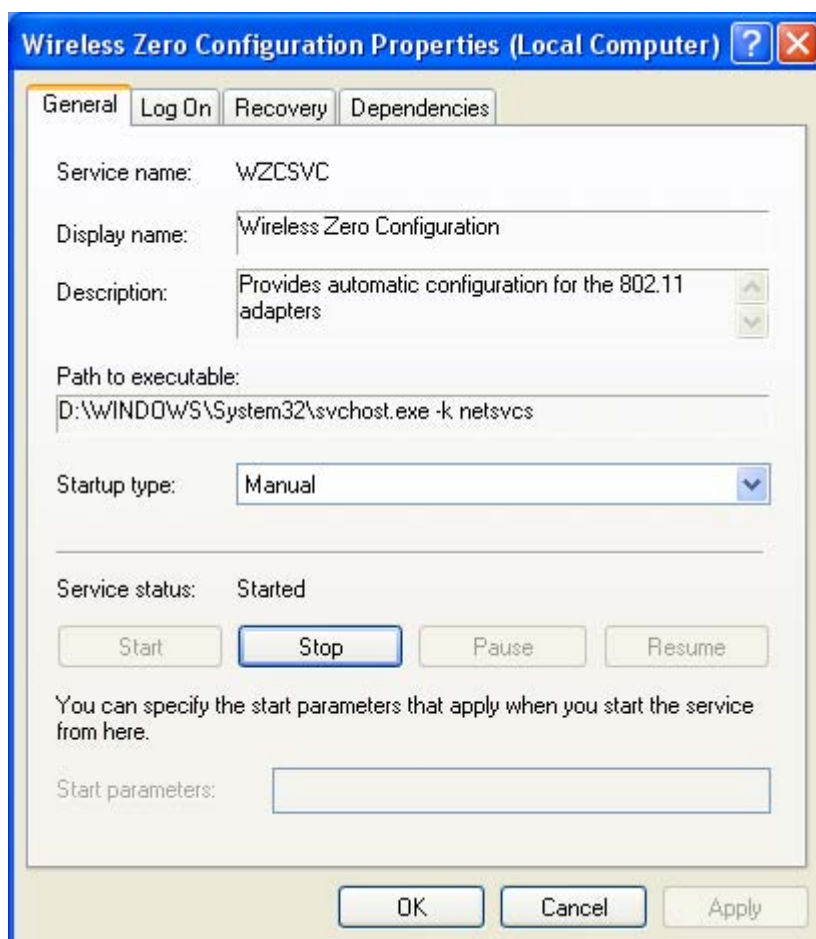 Wireless Zero Configuration Properties (Local Computer) ?
General Log On Recovery Dependencies
Service name: WZCSVC
Display name: Wireless Zero Configuration
Description: Provides automatic configuration for the 802.11
adapters
Path to executable:
D:\WINDOWS\System32\svchost.exe -k netsvcs
Startup type: Manual
Service status: Started
Start Stop Pause Resume
You can specify the start parameters that apply when you start the service
from here.
Start parameters:
OK Cancel Apply